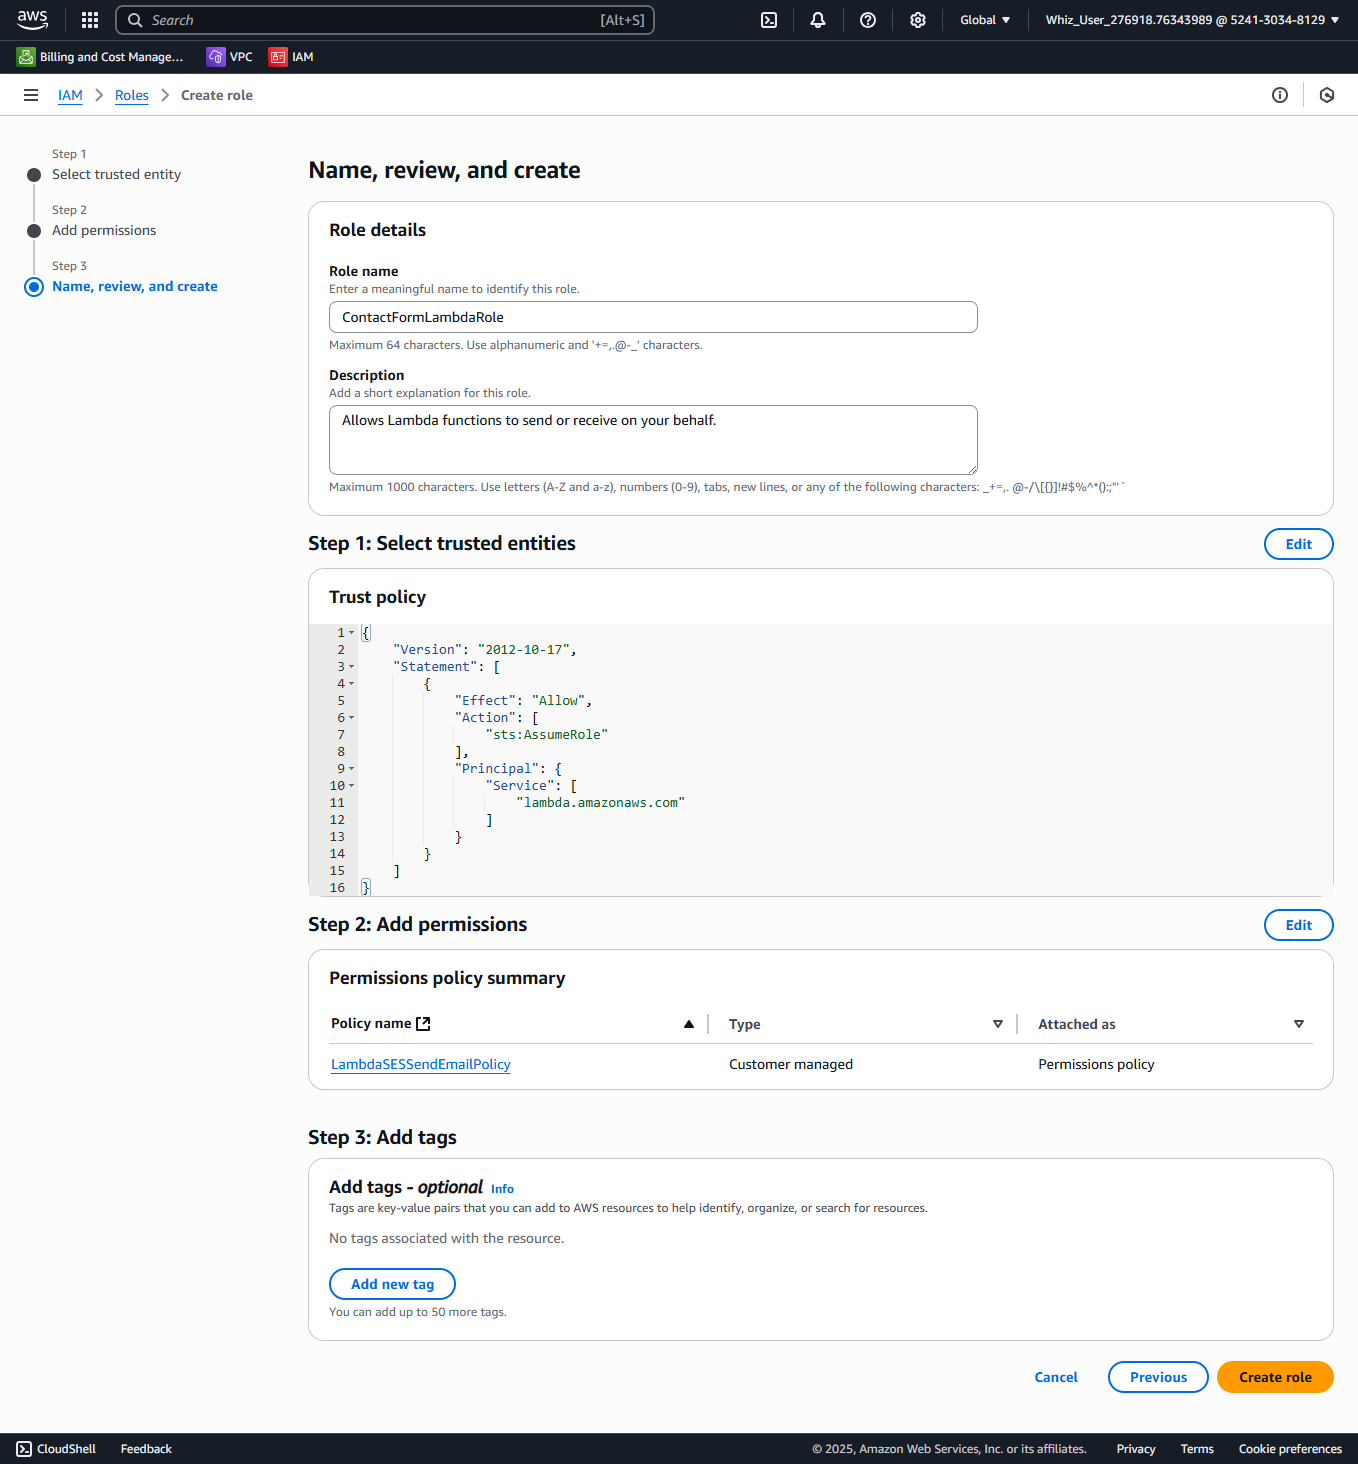 aws
Search [Alt+S]
Global
Whiz_User_276918.76343989 @ 5241-3034-8129
Billing and Cost Manage...
VPC
IAM
IAM > Roles > Create role
Step 1
Select trusted entity
Step 2
Add permissions
Step 3
Name, review, and create
Name, review, and create
Role details
Role name
Enter a meaningful name to identify this role.
ContactFormLambdaRole
Maximum 64 characters. Use alphanumeric and '+=,.@-_' characters.
Description
Add a short explanation for this role.
Allows Lambda functions to send or receive on your behalf.
Maximum 1000 characters. Use letters (A-Z and a-z), numbers (0-9), tabs, new lines, or any of the following characters: _+=,. @-/\[{}]!#$%^*();:"'`
Step 1: Select trusted entities
Edit
Trust policy
1 {
2 "Version": "2012-10-17",
3 "Statement": [
4 {
5 "Effect": "Allow",
6 "Action": [
7 "sts:AssumeRole"
8 ],
9 "Principal": {
10 "Service": [
11 "lambda.amazonaws.com"
12 ]
13 }
14 }
15 ]
16 }
Step 2: Add permissions
Edit
Permissions policy summary
Policy name
Type
Attached as
LambdaSESSendEmailPolicy
Customer managed
Permissions policy
Step 3: Add tags
Add tags - optional Info
Tags are key-value pairs that you can add to AWS resources to help identify, organize, or search for resources.
No tags associated with the resource.
Add new tag
You can add up to 50 more tags.
Cancel
Previous
Create role
CloudShell
Feedback
© 2025, Amazon Web Services, Inc. or its affiliates.
Privacy
Terms
Cookie preferences